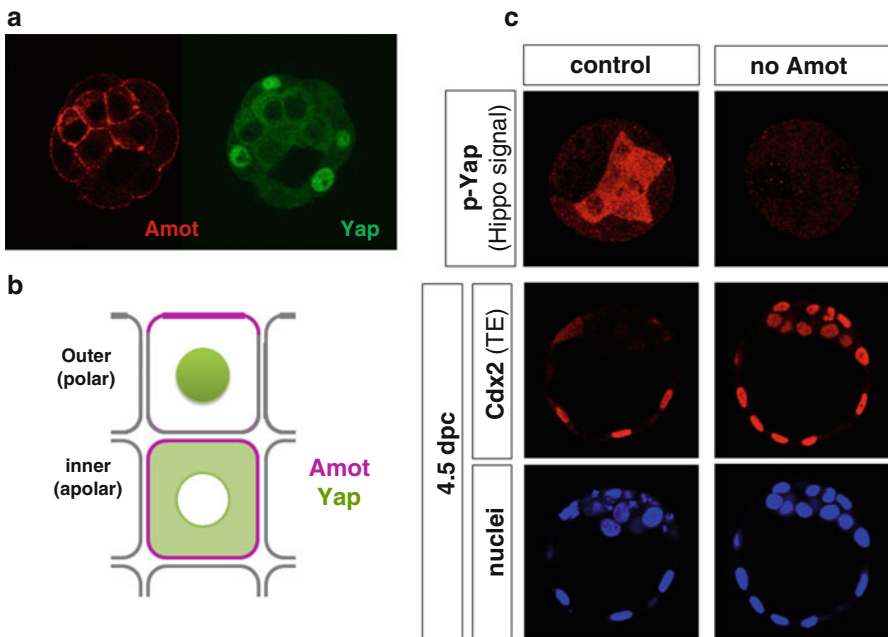 a
Amot
Yap
b
Outer
(polar)
inner
(apolar)
Amot
Yap
c
control
no Amot
p-Yap
(Hippo signal)
4.5 dpc
Cdx2 (TE)
nuclei